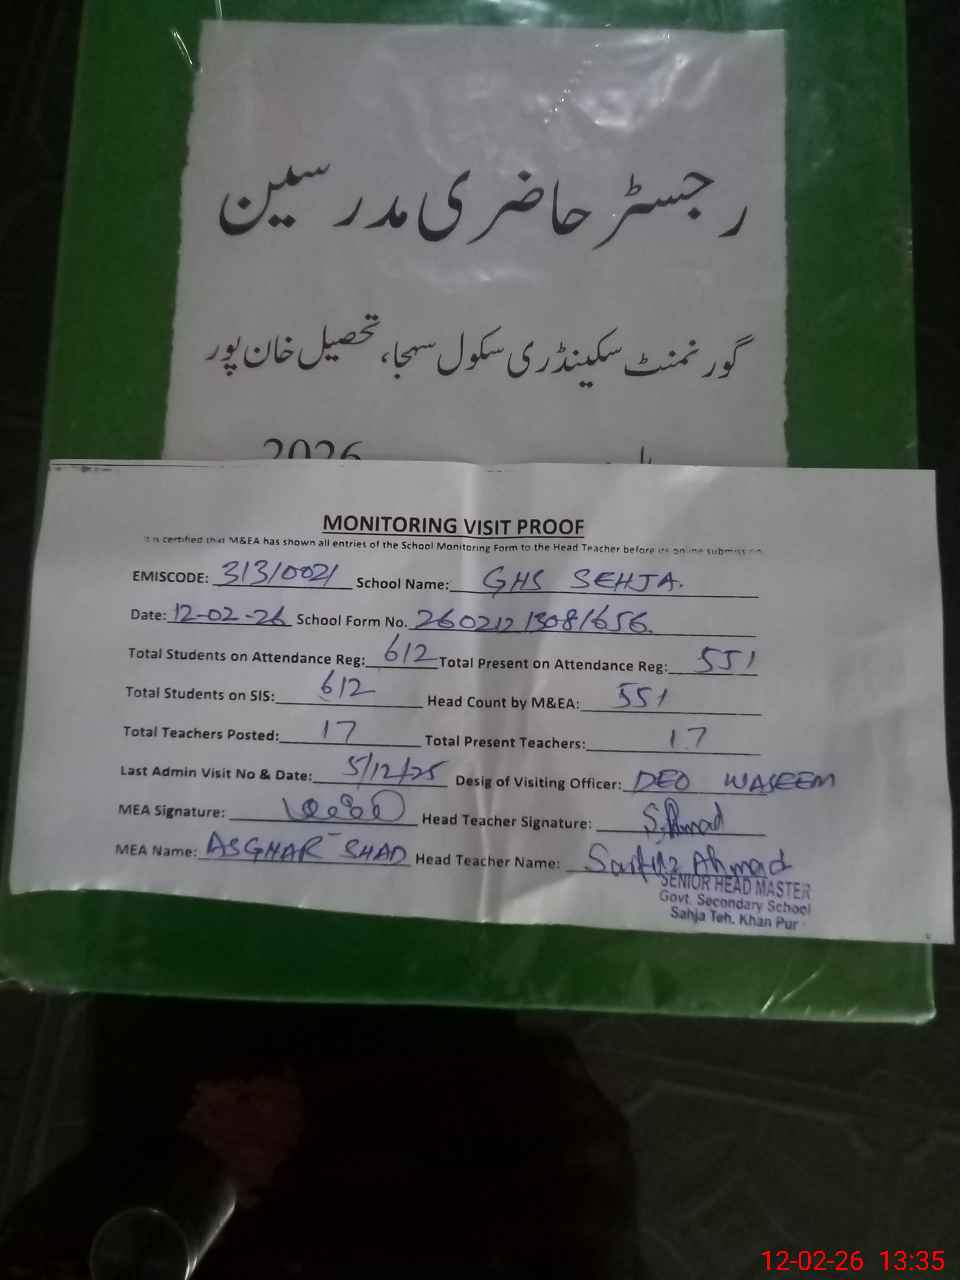 رجسٹر حاضری مدرسین
گورنمنٹ سکینڈری سکول سہجا، تحصیل خان پور
2026
MONITORING VISIT PROOF
It is certified that M&EA has shown all entries of the School Monitoring Form to the Head Teacher before its online submission
EMISCODE: 31310021 School Name: GHS SEHJA.
Date: 12-02-26 School Form No. 260212 13081656
Total Students on Attendance Reg: 612 Total Present on Attendance Reg: 551
Total Students on SIS: 612 Head Count by M&EA: 551
Total Teachers Posted: 17 Total Present Teachers: 17
Last Admin Visit No & Date: 5/12/25 Desig of Visiting Officer: DEO WASEEM
MEA Signature: Head Teacher Signature: S. Ahmad
MEA Name: ASGHAR SHAD Head Teacher Name: Ahmad
SENIOR HEAD MASTER
Govt. Secondary School
Sahja Teh. Khan Pur
12-02-26 13:35